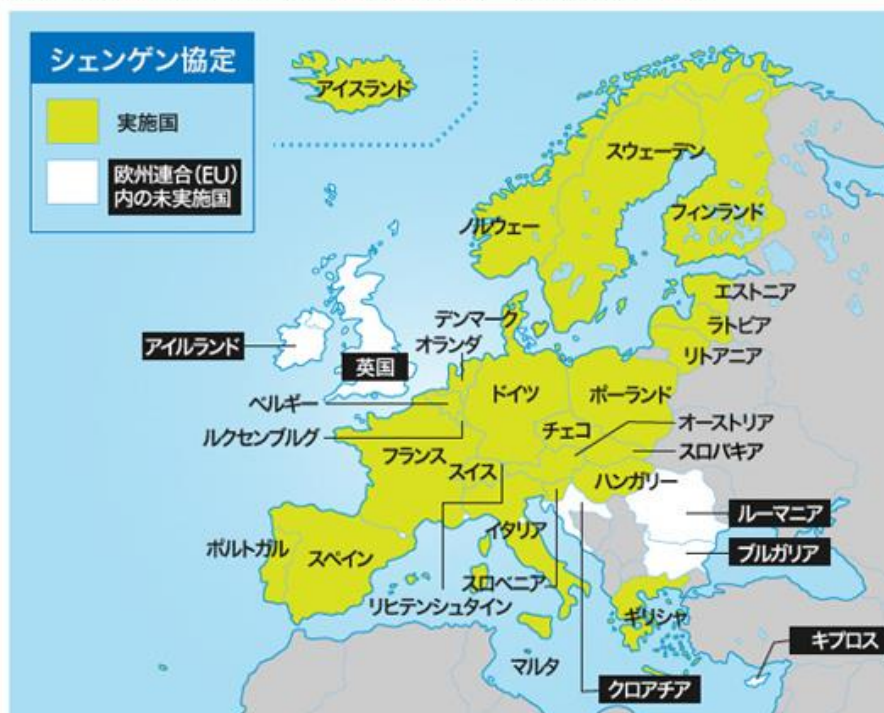 シェンゲン協定
実施国
欧州連合(EU)
内の未実施国
アイスランド
スウェーデン
フィンランド
ノルウェー
エストニア
デンマーク
ラトビア
オランダ
アイルランド
リトアニア
英国
ドイツ
ポーランド
ベルギー
オーストリア
チェコ
ルクセンブルグ
スロバキア
フランス
スイス
ハンガリー
ルーマニア
イタリア
ポルトガル
スペイン
ブルガリア
スロベニア
リヒテンシュタイン
ギリシャ
キプロス
マルタ
クロアチア